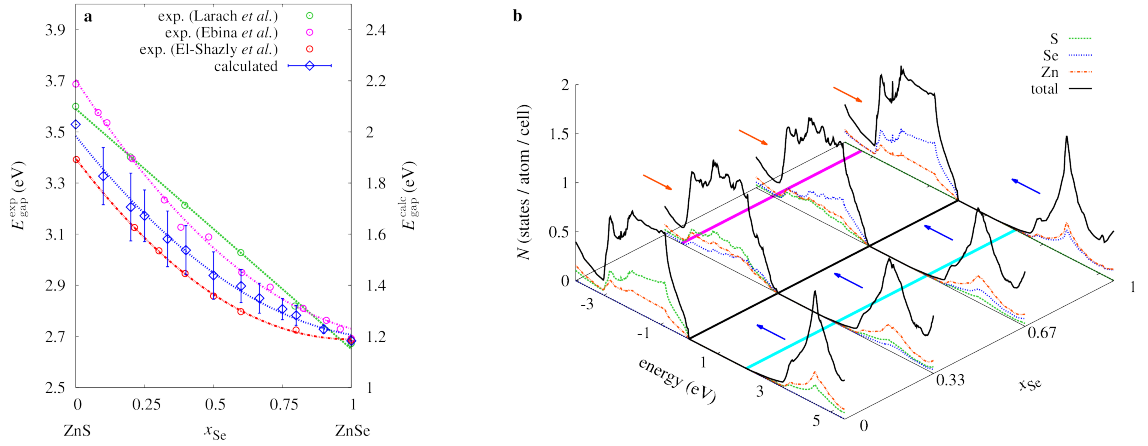 a
exp. (Larach et al.)
exp. (Ebina et al.)
exp. (El-Shazly et al.)
calculated
3.9
3.7
3.5
3.3
3.1
2.9
2.7
2.5
E_gap^exp (eV)
2.4
2.2
2
1.8
1.6
1.4
1.2
1
E_gap^calc (eV)
0
0.25
0.5
0.75
1
ZnS
x_Se
ZnSe
b
S
Se
Zn
total
2
1.5
1
0.5
0
N (states / atom / cell)
-3
-1
1
3
5
energy (eV)
0
0.33
0.67
1
x_Se